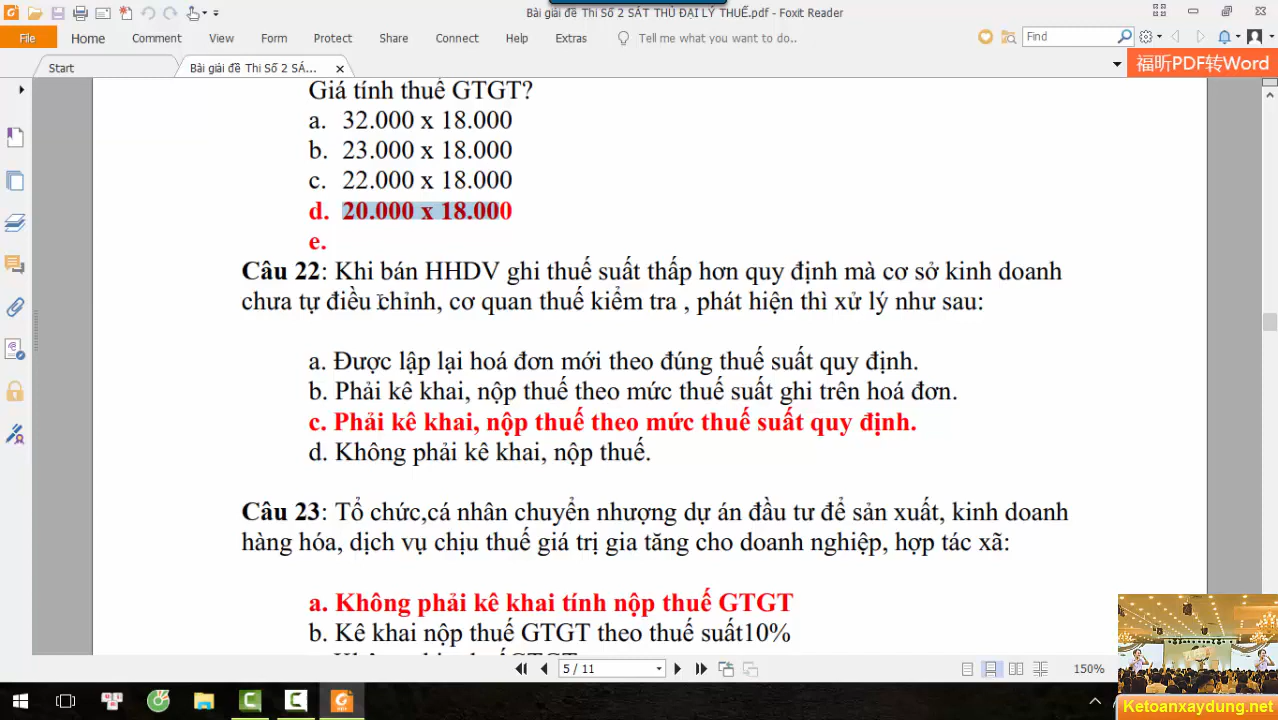 Bài giải đề Thi Số 2 SÁT THỦ ĐẠI LÝ THUẾ.pdf - Foxit Reader
File Home Comment View Form Protect Share Connect Help Extras Tell me what you want to do.. Find
Start Bài giải đề Thi Số 2 SÁ... 福昕PDF转Word
Giá tính thuế GTGT?
a. 32.000 x 18.000
b. 23.000 x 18.000
c. 22.000 x 18.000
d. 20.000 x 18.000
e.
Câu 22: Khi bán HHDV ghi thuế suất thấp hơn quy định mà cơ sở kinh doanh
chưa tự điều chỉnh, cơ quan thuế kiểm tra , phát hiện thì xử lý như sau:
a. Được lập lại hoá đơn mới theo đúng thuế suất quy định.
b. Phải kê khai, nộp thuế theo mức thuế suất ghi trên hoá đơn.
c. Phải kê khai, nộp thuế theo mức thuế suất quy định.
d. Không phải kê khai, nộp thuế.
Câu 23: Tổ chức,cá nhân chuyển nhượng dự án đầu tư để sản xuất, kinh doanh
hàng hóa, dịch vụ chịu thuế giá trị gia tăng cho doanh nghiệp, hợp tác xã:
a. Không phải kê khai tính nộp thuế GTGT
b. Kê khai nộp thuế GTGT theo thuế suất10%
5 / 11 150%
Ketoanxaydung.net